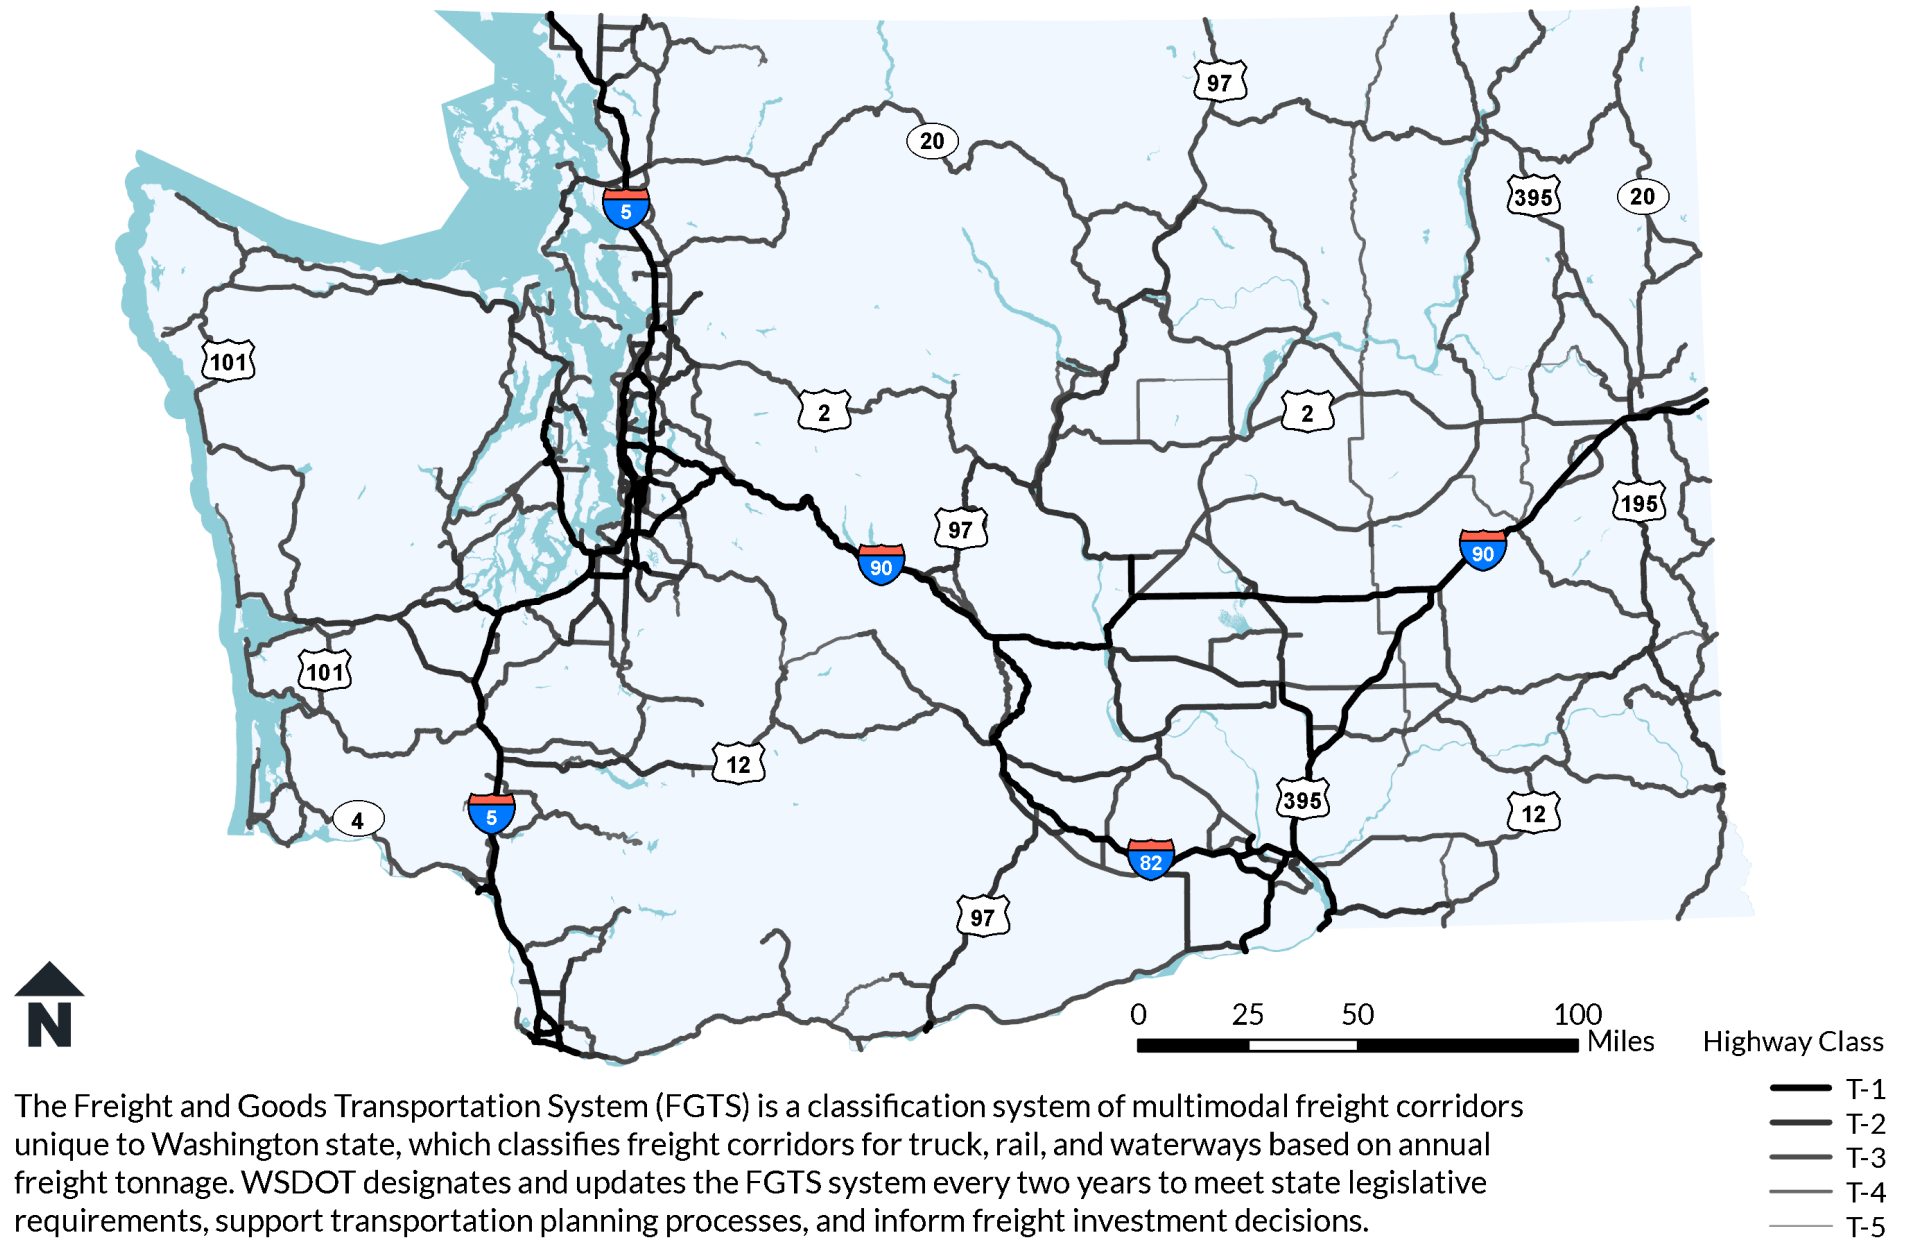 97
20
5
395
20
101
2
2
97
195
90
90
101
12
395
5
4
12
82
97
N
0 25 50 100
Miles
Highway Class
T-1
T-2
T-3
T-4
T-5
The Freight and Goods Transportation System (FGTS) is a classification system of multimodal freight corridors
unique to Washington state, which classifies freight corridors for truck, rail, and waterways based on annual
freight tonnage. WSDOT designates and updates the FGTS system every two years to meet state legislative
requirements, support transportation planning processes, and inform freight investment decisions.